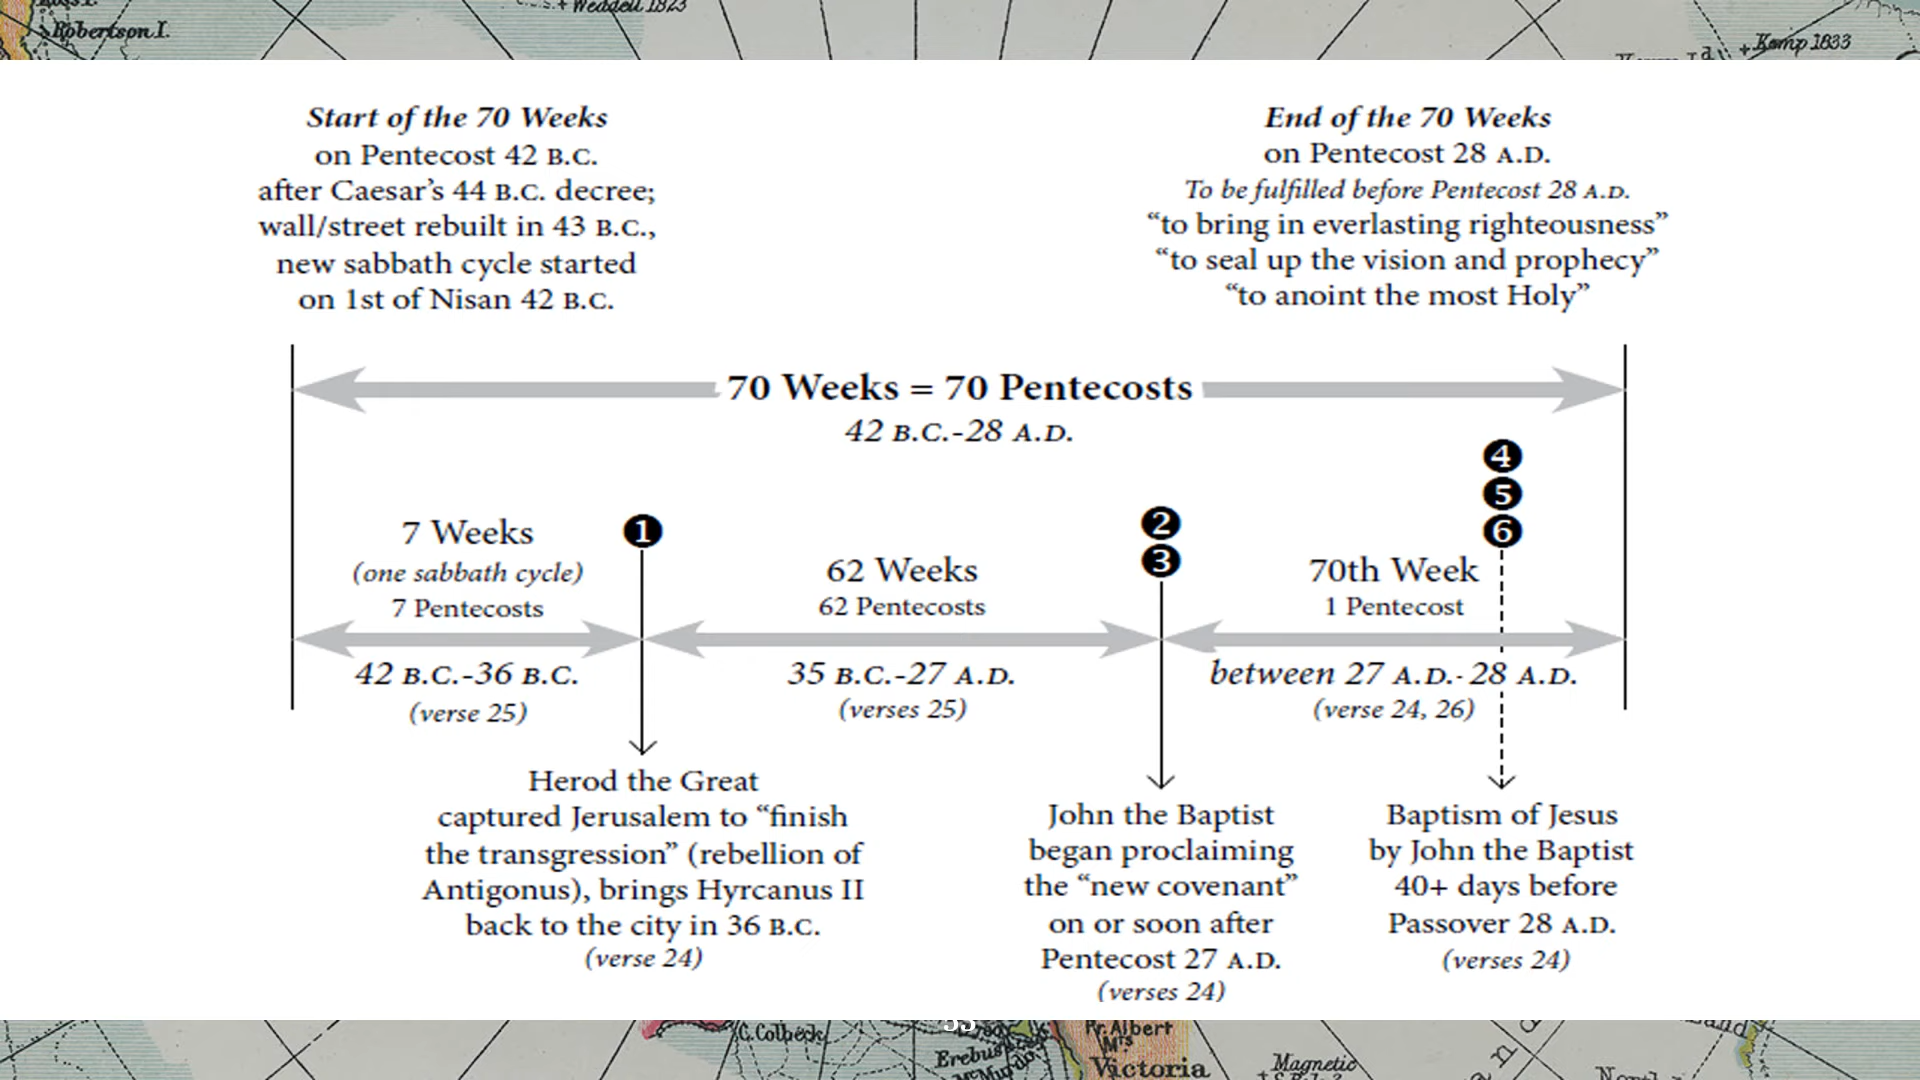 Robertson I.
Weddell 1823
Kemp 1833
Start of the 70 Weeks
on Pentecost 42 B.C.
after Caesar's 44 B.C. decree;
wall/street rebuilt in 43 B.C.,
new sabbath cycle started
on 1st of Nisan 42 B.C.
End of the 70 Weeks
on Pentecost 28 A.D.
To be fulfilled before Pentecost 28 A.D.
“to bring in everlasting righteousness”
“to seal up the vision and prophecy”
“to anoint the most Holy”
70 Weeks = 70 Pentecosts
42 B.C.-28 A.D.
7 Weeks
(one sabbath cycle)
7 Pentecosts
42 B.C.-36 B.C.
(verse 25)
1
62 Weeks
62 Pentecosts
35 B.C.-27 A.D.
(verses 25)
2
3
70th Week
1 Pentecost
between 27 A.D.-28 A.D.
(verse 24, 26)
4
5
6
Herod the Great
captured Jerusalem to “finish
the transgression” (rebellion of
Antigonus), brings Hyrcanus II
back to the city in 36 B.C.
(verse 24)
John the Baptist
began proclaiming
the “new covenant”
on or soon after
Pentecost 27 A.D.
(verses 24)
Baptism of Jesus
by John the Baptist
40+ days before
Passover 28 A.D.
(verses 24)
C. Colbeck
Erebus
Pr. Albert
Mts
Victoria
Magnetic